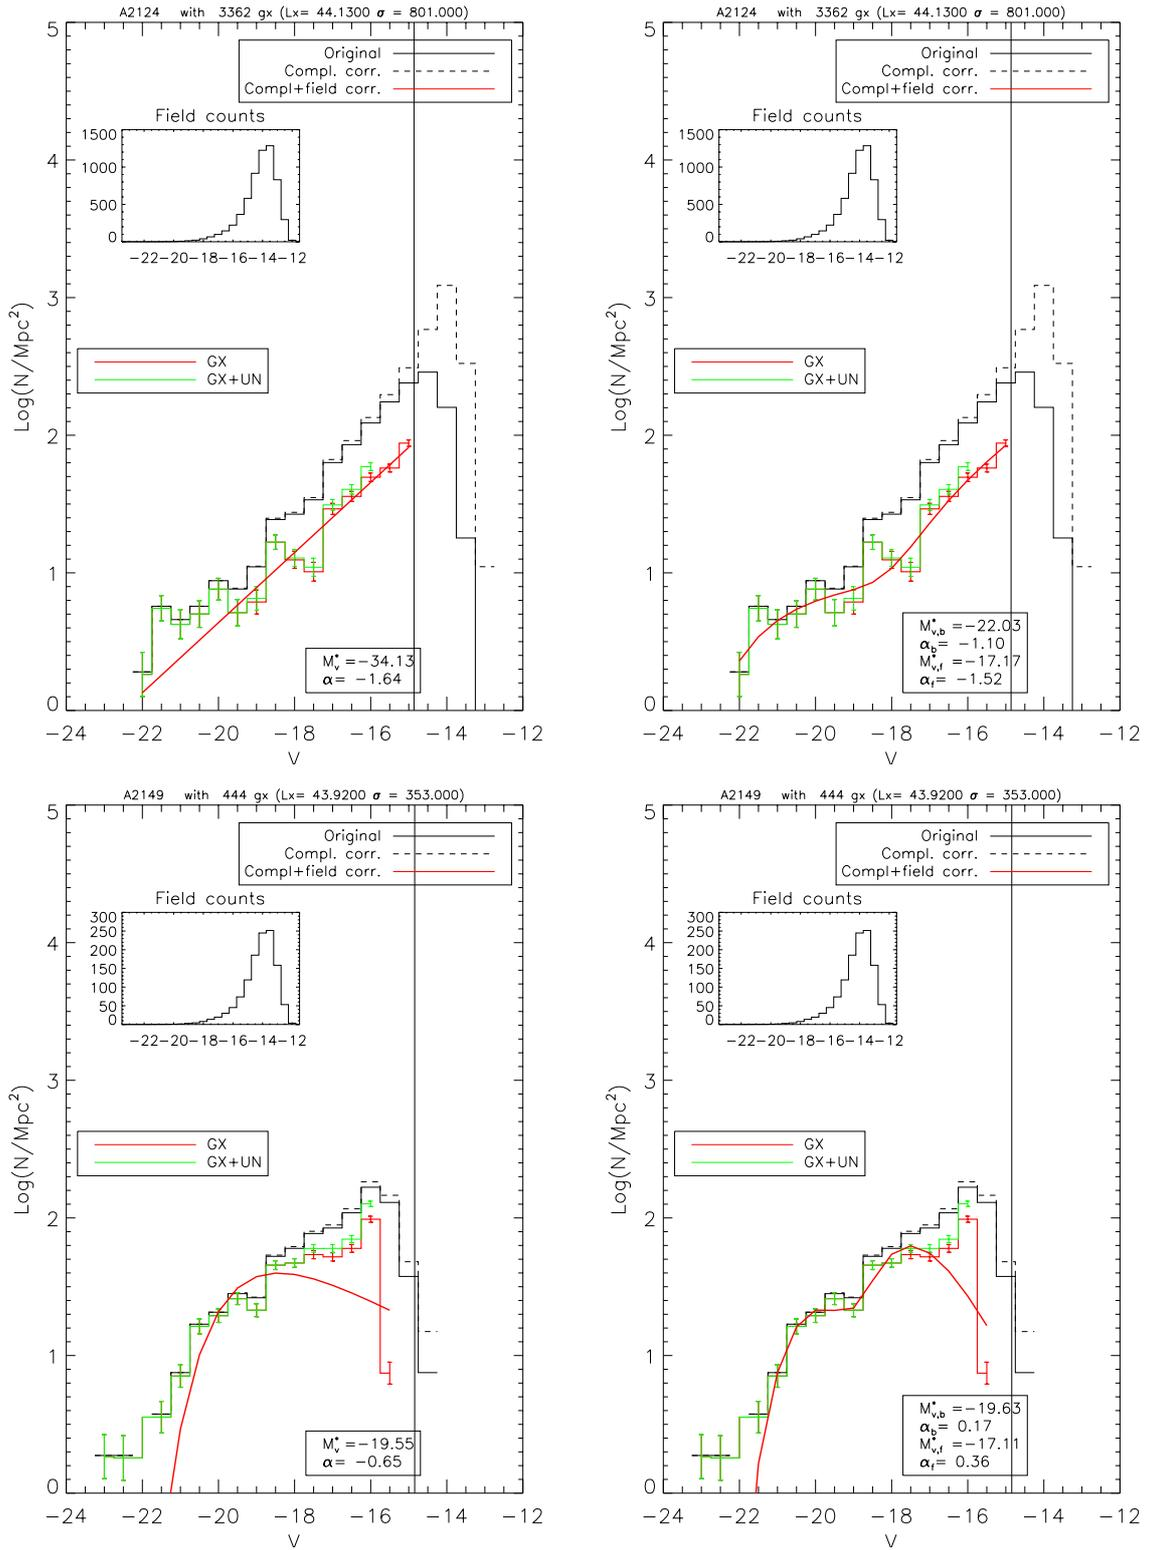 A2124 with 3362 gx (Lx= 44.1300 σ = 801.000)
Original
Compl. corr.
Compl+field corr.
Field counts
1500
1000
500
0
-22-20-18-16-14-12
GX
GX+UN
M*v =-34.13
α= -1.64
5
4
3
2
1
0
Log(N/Mpc²)
-24 -22 -20 -18 -16 -14 -12
V
A2124 with 3362 gx (Lx= 44.1300 σ = 801.000)
Original
Compl. corr.
Compl+field corr.
Field counts
1500
1000
500
0
-22-20-18-16-14-12
GX
GX+UN
M*v,b =-22.03
αb= -1.10
M*v,f =-17.17
αf= -1.52
5
4
3
2
1
0
Log(N/Mpc²)
-24 -22 -20 -18 -16 -14 -12
V
A2149 with 444 gx (Lx= 43.9200 σ = 353.000)
Original
Compl. corr.
Compl+field corr.
Field counts
300
250
200
150
100
50
0
-22-20-18-16-14-12
GX
GX+UN
M*v =-19.55
α= -0.65
5
4
3
2
1
0
Log(N/Mpc²)
-24 -22 -20 -18 -16 -14 -12
V
A2149 with 444 gx (Lx= 43.9200 σ = 353.000)
Original
Compl. corr.
Compl+field corr.
Field counts
300
250
200
150
100
50
0
-22-20-18-16-14-12
GX
GX+UN
M*v,b =-19.63
αb= 0.17
M*v,f =-17.11
αf= 0.36
5
4
3
2
1
0
Log(N/Mpc²)
-24 -22 -20 -18 -16 -14 -12
V